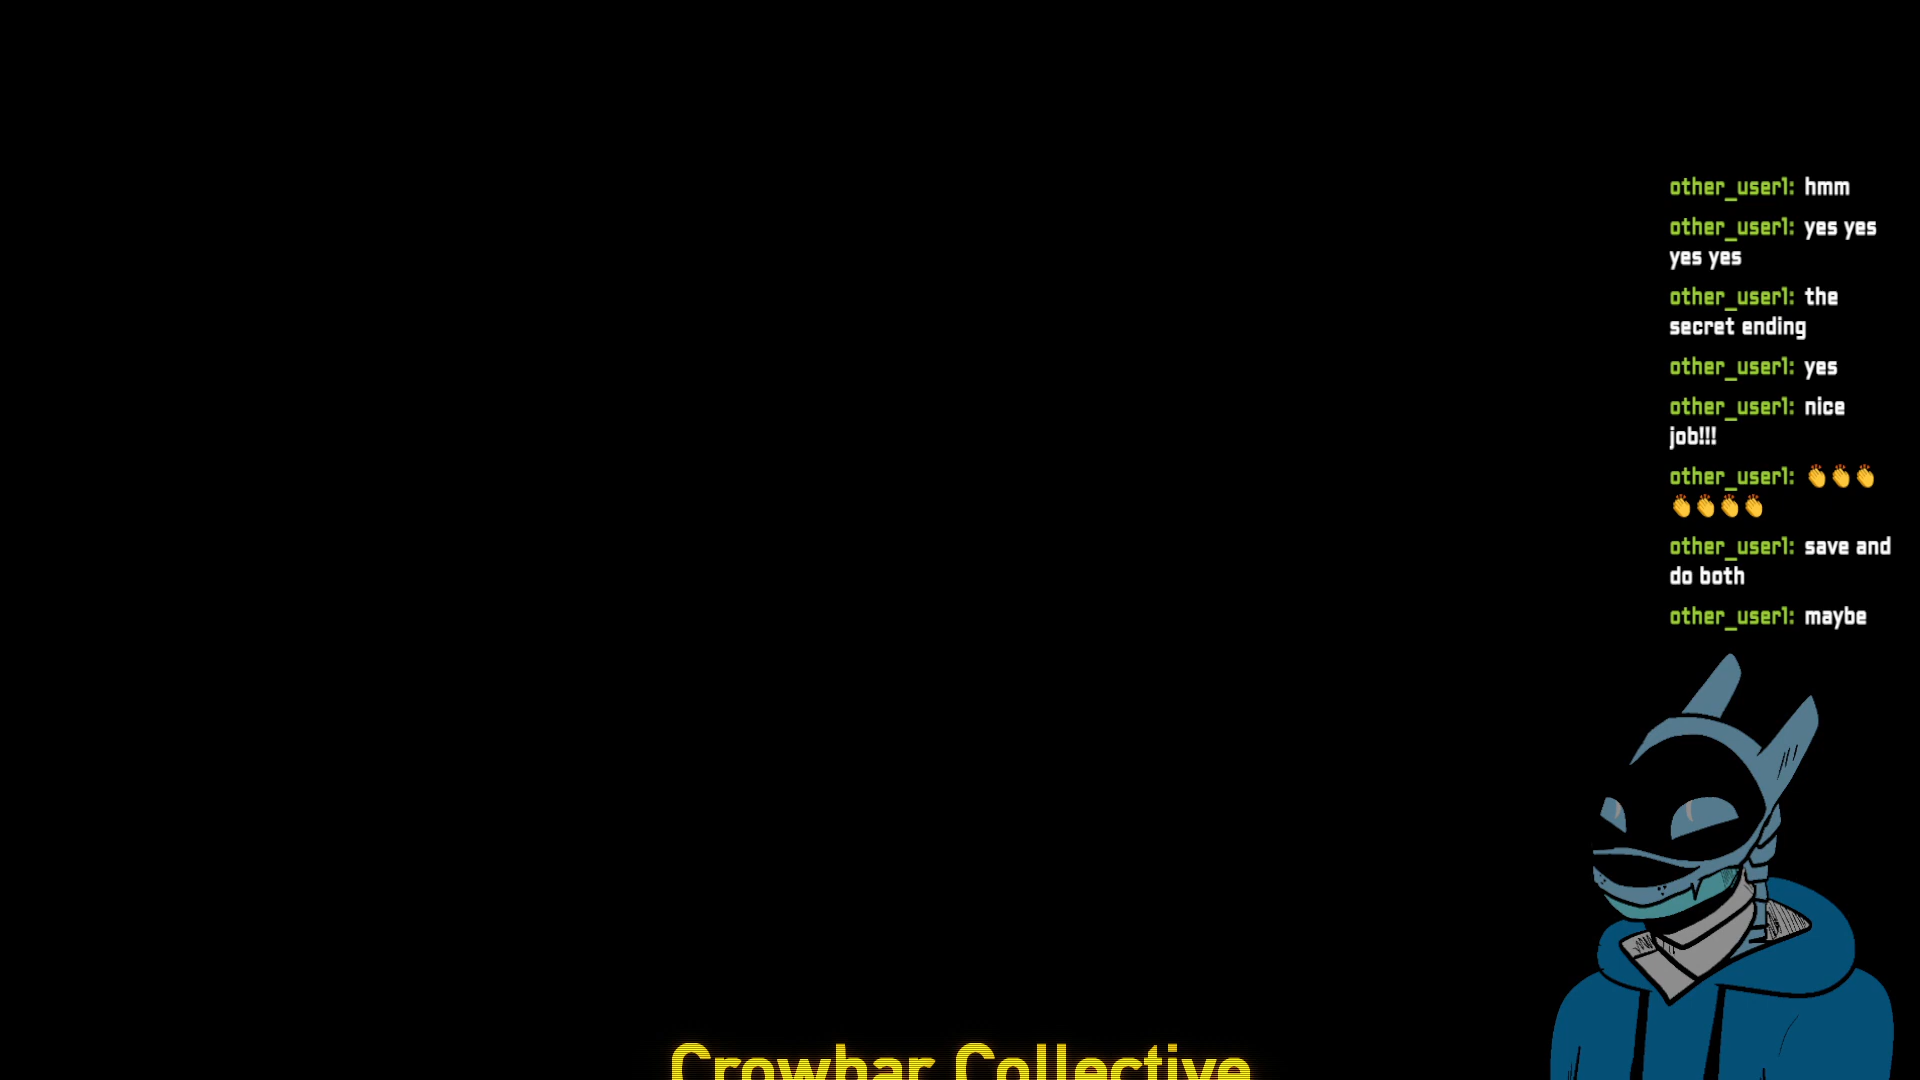 other_user1: hmm
other_user1: yes yes
yes yes
other_user1: the
secret ending
other_user1: yes
other_user1: nice
job!!!
other_user1: 👏👏👏
👏👏👏👏
other_user1: save and
do both
other_user1: maybe
Crowbar Collective